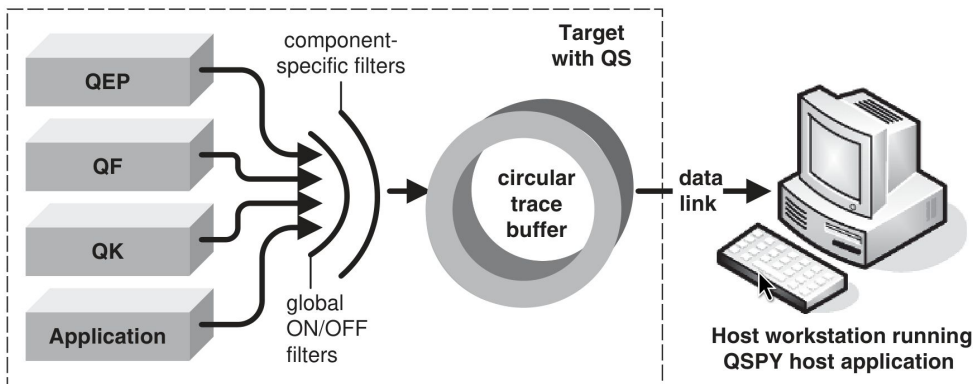 component-
specific filters
Target
with QS
QEP
QF
QK
Application
circular
trace
buffer
data
link
global
ON/OFF
filters
Host workstation running
QSPY host application